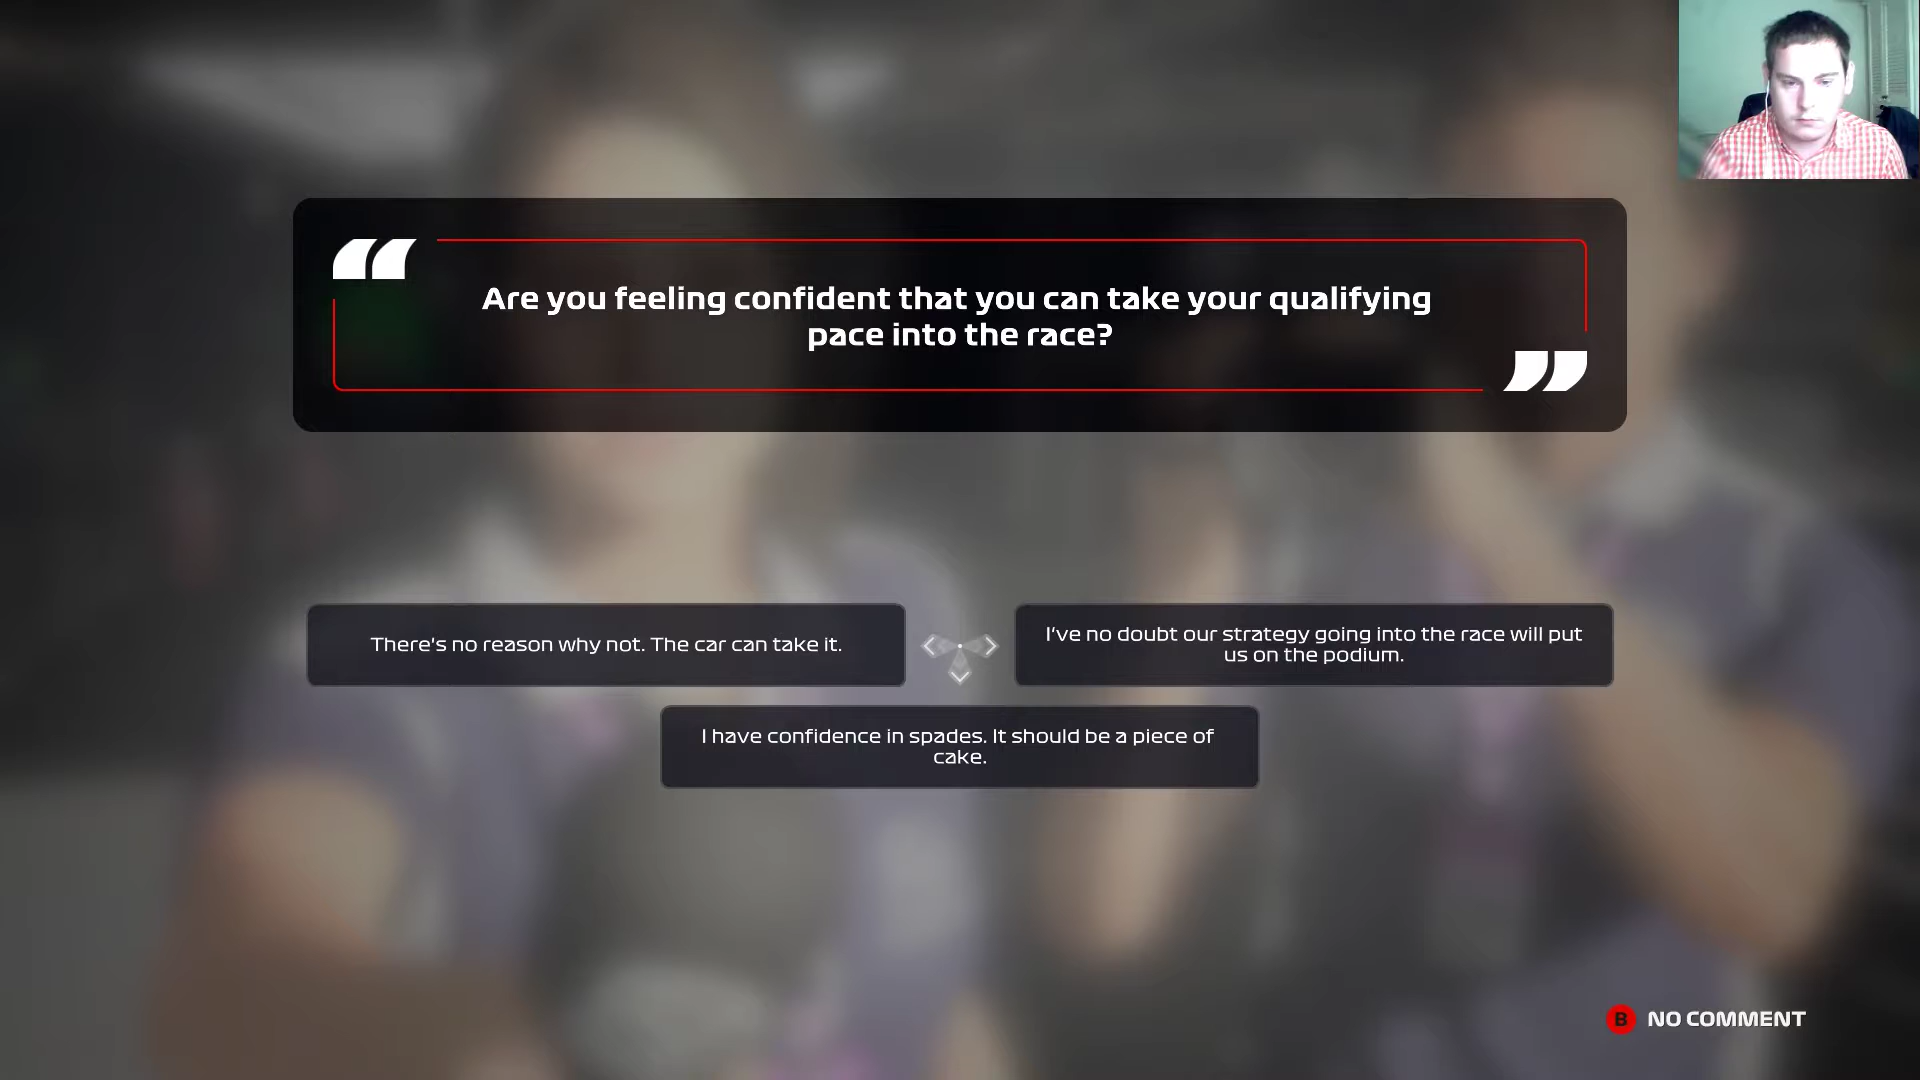 Are you feeling confident that you can take your qualifying
pace into the race?
There's no reason why not. The car can take it.
I've no doubt our strategy going into the race will put
us on the podium.
I have confidence in spades. It should be a piece of
cake.
B NO COMMENT